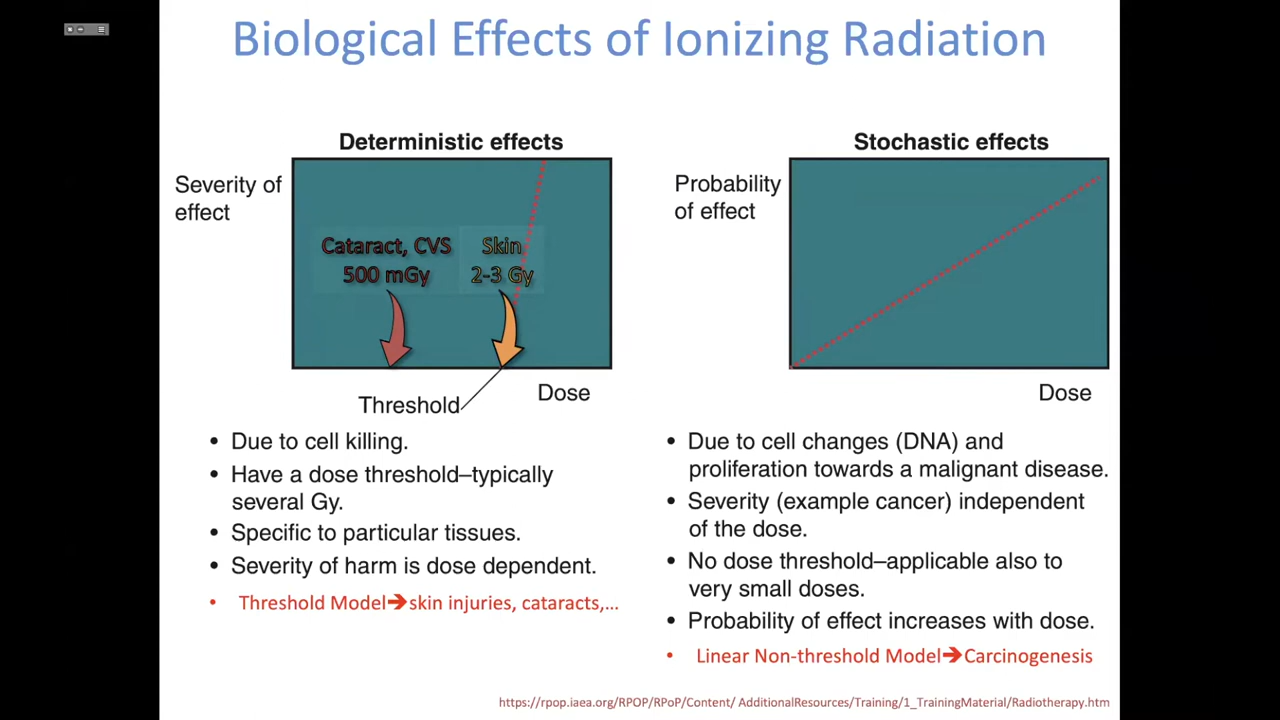 Biological Effects of Ionizing Radiation
Deterministic effects
Severity of
effect
Cataract, CVS
500 mGy
Skin
2-3 Gy
Threshold
Dose
• Due to cell killing.
• Have a dose threshold–typically
several Gy.
• Specific to particular tissues.
• Severity of harm is dose dependent.
• Threshold Model➔skin injuries, cataracts,...
Stochastic effects
Probability
of effect
Dose
• Due to cell changes (DNA) and
proliferation towards a malignant disease.
• Severity (example cancer) independent
of the dose.
• No dose threshold–applicable also to
very small doses.
• Probability of effect increases with dose.
• Linear Non-threshold Model➔Carcinogenesis
https://rpop.iaea.org/RPOP/RPoP/Content/ AdditionalResources/Training/1_TrainingMaterial/Radiotherapy.htm